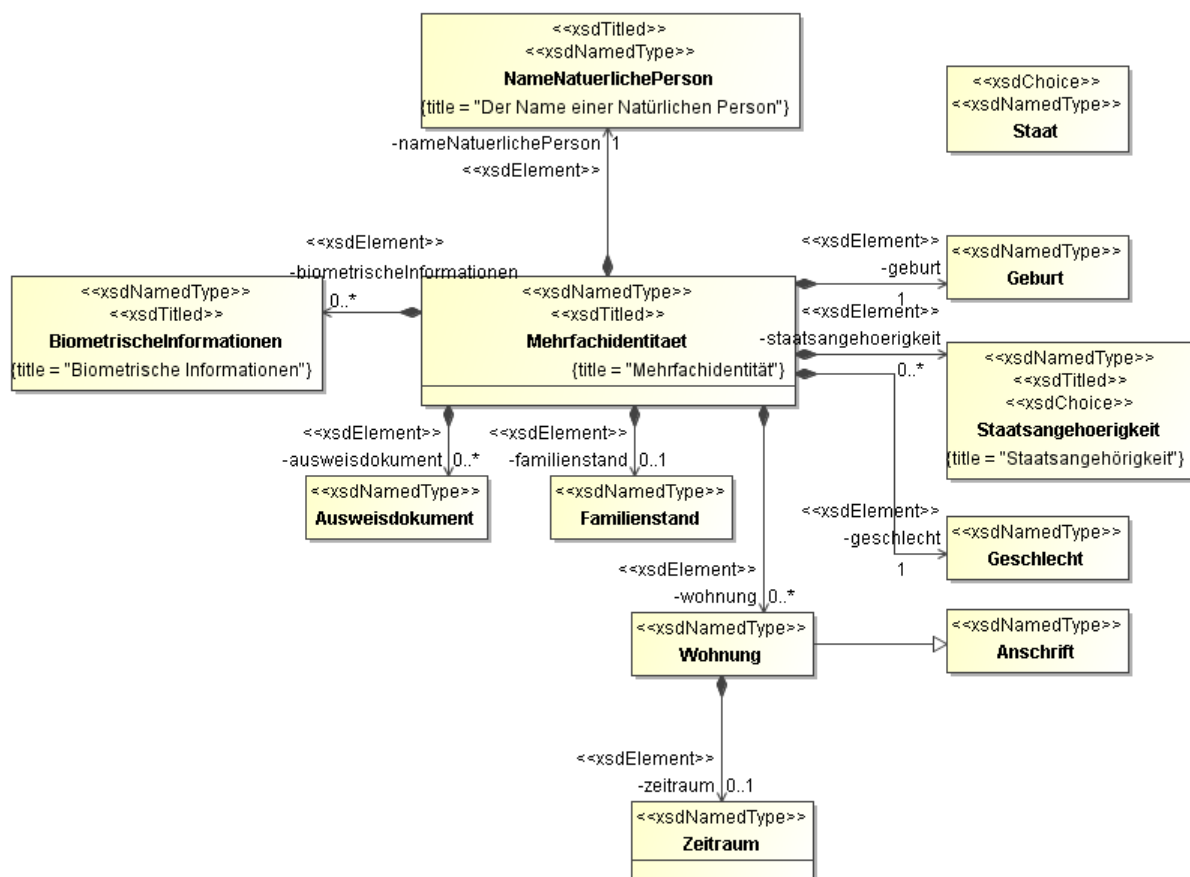 <<xsdTitled>>
<<xsdNamedType>>
NameNatuerlichePerson
{title = "Der Name einer Natürlichen Person"}
<<xsdChoice>>
<<xsdNamedType>>
Staat
-nameNatuerlichePerson 1
<<xsdElement>>
<<xsdElement>>
-biometrischeInformationen
0..*
<<xsdNamedType>>
<<xsdTitled>>
BiometrischeInformationen
{title = "Biometrische Informationen"}
<<xsdNamedType>>
<<xsdTitled>>
Mehrfachidentitaet
{title = "Mehrfachidentität"}
<<xsdElement>>
-geburt
1
<<xsdNamedType>>
Geburt
<<xsdElement>>
-staatsangehoerigkeit
0..*
<<xsdNamedType>>
<<xsdTitled>>
<<xsdChoice>>
Staatsangehoerigkeit
{title = "Staatsangehörigkeit"}
<<xsdElement>>
-ausweisdokument 0..*
<<xsdNamedType>>
Ausweisdokument
<<xsdElement>>
-familienstand 0..1
<<xsdNamedType>>
Familienstand
<<xsdElement>>
-geschlecht
1
<<xsdNamedType>>
Geschlecht
<<xsdElement>>
-wohnung 0..*
<<xsdNamedType>>
Wohnung
<<xsdNamedType>>
Anschrift
<<xsdElement>>
-zeitraum 0..1
<<xsdNamedType>>
Zeitraum